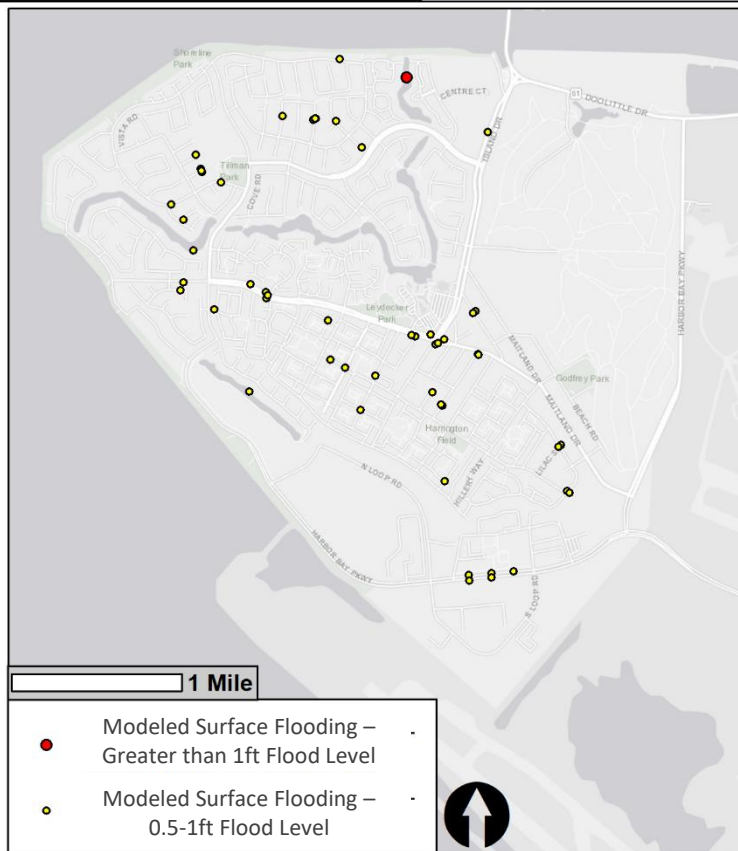 Shoreline
Park
CENTRE CT
61
DOOLITTLE DR
VISTA RD
ISLAND DR
Tillman
Park
COVE RD
HARBOR BAY PKWY
Leydecker
Park
MAITLAND DR
Godfrey Park
BEACH RD
MAITLAND DR
Harrington
Field
LILAC S
N LOOP RD
HILLERY WAY
HARBOR BAY PKWY
S LOOP RD
1 Mile
Modeled Surface Flooding –
Greater than 1ft Flood Level
Modeled Surface Flooding –
0.5-1ft Flood Level